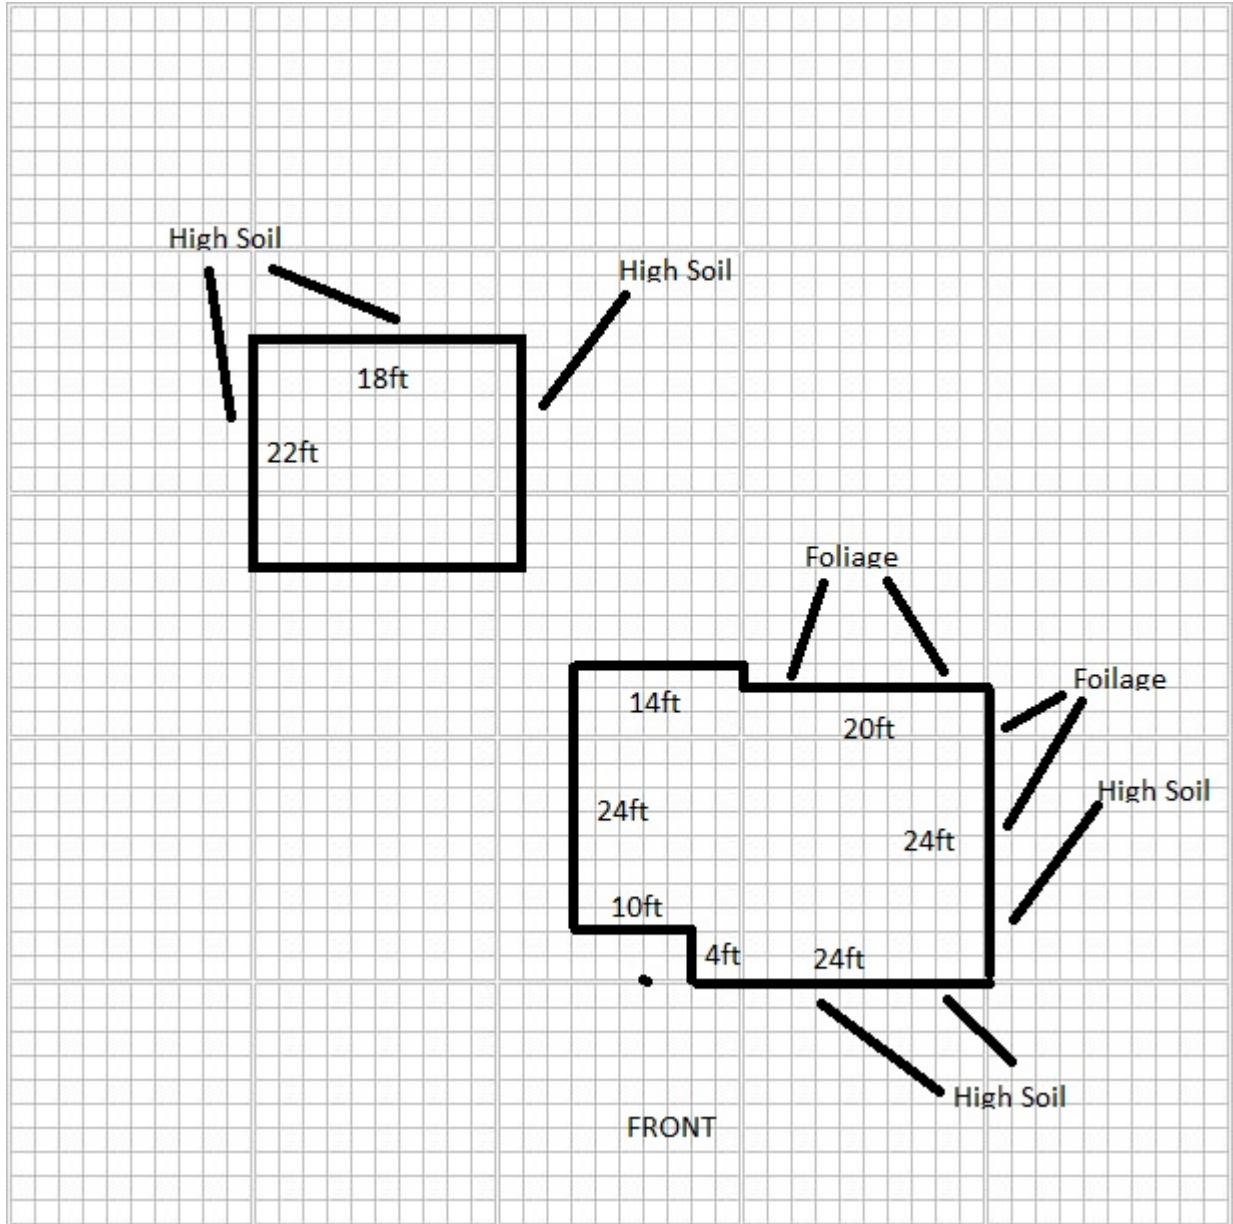 High Soil
High Soil
18ft
22ft
Foliage
Foilage
14ft
20ft
High Soil
24ft
24ft
10ft
4ft
24ft
High Soil
FRONT